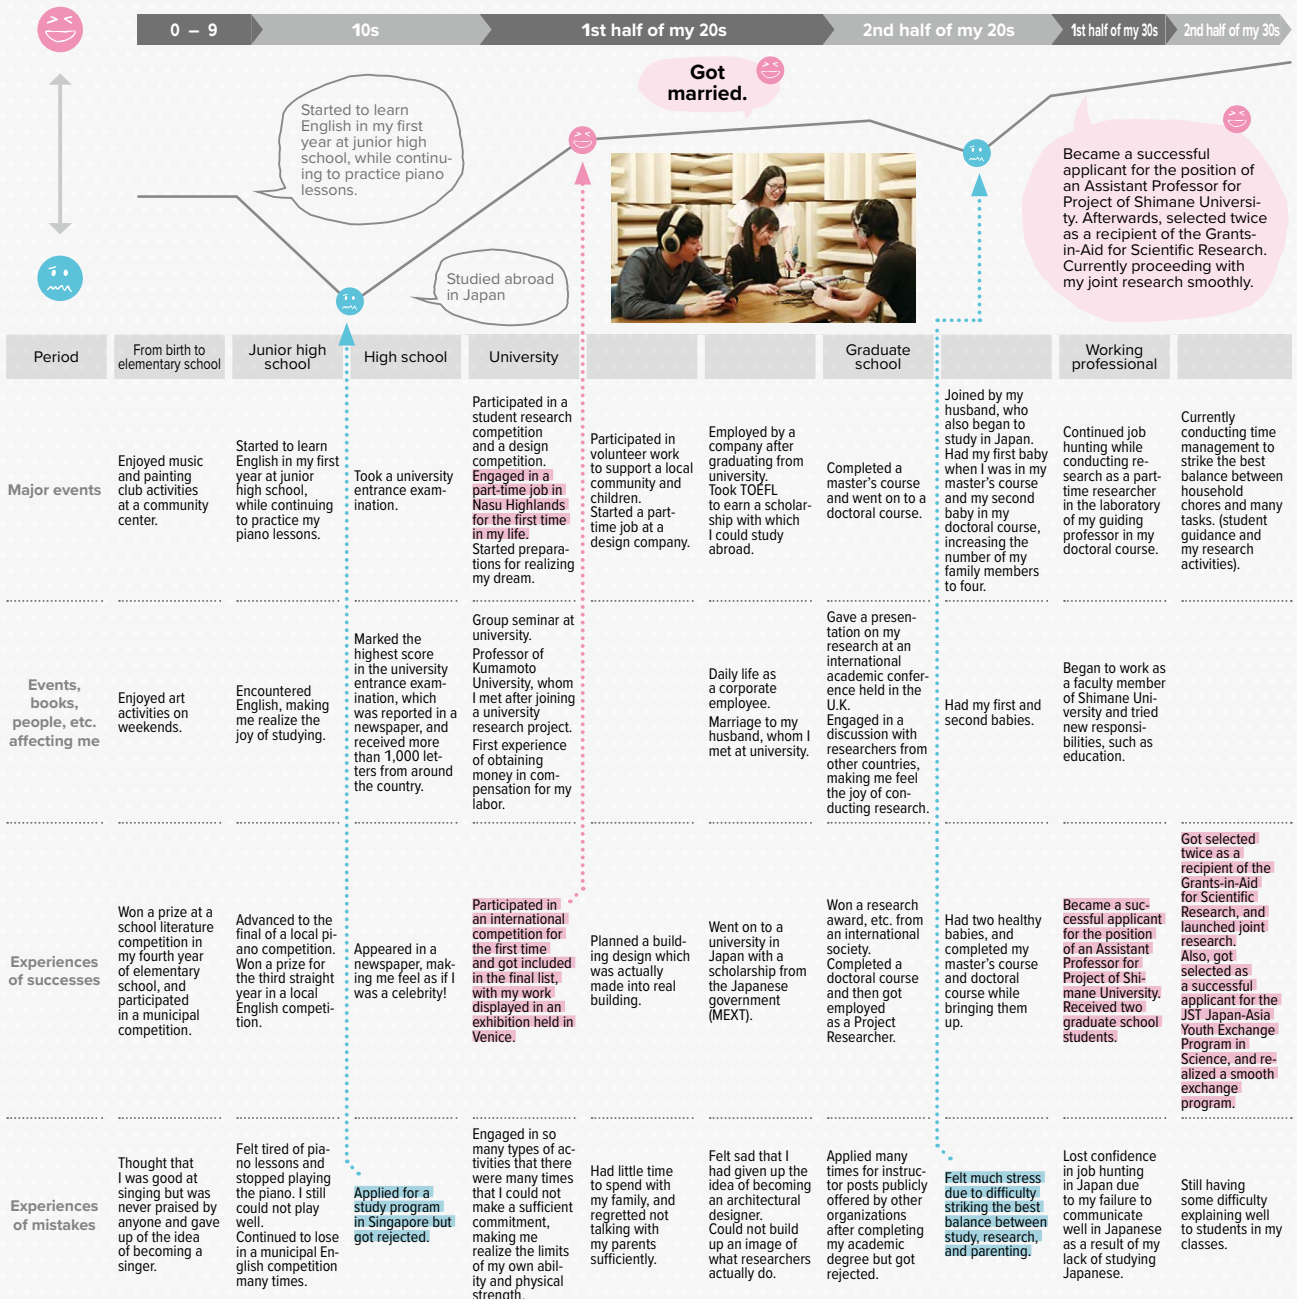 0 – 9
10s
1st half of my 20s
2nd half of my 20s
1st half of my 30s
2nd half of my 30s
Got
married.
Started to learn
English in my first
year at junior high
school, while continu-
ing to practice piano
lessons.
Studied abroad
in Japan
Became a successful
applicant for the position of
an Assistant Professor for
Project of Shimane Universi-
ty. Afterwards, selected twice
as a recipient of the Grants-
in-Aid for Scientific Research.
Currently proceeding with
my joint research smoothly.
Period
From birth to
elementary school
Junior high
school
High school
University
Graduate
school
Working
professional
Major events
Enjoyed music
and painting
club activities
at a community
center.
Started to learn
English in my first
year at junior
high school,
while continuing
to practice my
piano lessons.
Took a university
entrance exam-
ination.
Participated in a
student research
competition
and a design
competition.
Engaged in a
part-time job in
Nasu Highlands
for the first time
in my life.
Started prepara-
tions for realizing
my dream.
Participated in
volunteer work
to support a local
community and
children.
Started a part-
time job at a
design company.
Employed by a
company after
graduating from
university.
Took TOEFL
to earn a scholar-
ship with which
I could study
abroad.
Completed a
master's course
and went on to a
doctoral course.
Joined by my
husband, who
also began to
study in Japan.
Had my first baby
when I was in my
master's course
and my second
baby in my
doctoral course,
increasing the
number of my
family members
to four.
Continued job
hunting while
conducting re-
search as a part-
time researcher
in the laboratory
of my guiding
professor in my
doctoral course.
Currently
conducting time
management to
strike the best
balance between
household
chores and many
tasks. (student
guidance and
my research
activities).
Events,
books,
people, etc.
affecting me
Enjoyed art
activities on
weekends.
Encountered
English, making
me realize the
joy of studying.
Marked the
highest score
in the university
entrance exam-
ination, which
was reported in a
newspaper, and
received more
than 1,000 let-
ters from around
the country.
Group seminar at
university.
Professor of
Kumamoto
University, whom
I met after joining
a university
research project.
First experience
of obtaining
money in com-
pensation for my
labor.
Daily life as
a corporate
employee.
Marriage to my
husband, whom I
met at university.
Gave a presen-
tation on my
research at an
international
academic confer-
ence held in the
U.K.
Engaged in a
discussion with
researchers from
other countries,
making me feel
the joy of con-
ducting research.
Had my first and
second babies.
Began to work as
a faculty member
of Shimane Uni-
versity and tried
new responsi-
bilities, such as
education.
Experiences
of successes
Won a prize at a
school literature
competition in
my fourth year
of elementary
school, and
participated
in a municipal
competition.
Advanced to the
final of a local pi-
ano competition.
Won a prize for
the third straight
year in a local
English competi-
tion.
Appeared in a
newspaper, mak-
ing me feel as if I
was a celebrity!
Participated in
an international
competition for
the first time
and got included
in the final list,
with my work
displayed in an
exhibition held in
Venice.
Planned a build-
ing design which
was actually
made into real
building.
Went on to a
university in
Japan with a
scholarship from
the Japanese
government
(MEXT).
Won a research
award, etc. from
an international
society.
Completed a
doctoral course
and then got
employed
as a Project
Researcher.
Had two healthy
babies, and
completed my
master's course
and doctoral
course while
bringing them
up.
Became a suc-
cessful applicant
for the position
of an Assistant
Professor for
Project of Shi-
mane University.
Received two
graduate school
students.
Got selected
twice as a
recipient of the
Grants-in-Aid
for Scientific
Research, and
launched joint
research.
Also, got
selected as
a successful
applicant for the
JST Japan-Asia
Youth Exchange
Program in
Science, and re-
alized a smooth
exchange
program.
Experiences
of mistakes
Thought that
I was good at
singing but was
never praised by
anyone and gave
up of the idea
of becoming a
singer.
Felt tired of pia-
no lessons and
stopped playing
the piano. I still
could not play
well.
Continued to lose
in a municipal En-
glish competition
many times.
Applied for a
study program
in Singapore but
got rejected.
Engaged in so
many types of ac-
tivities that there
were many times
that I could not
make a sufficient
commitment,
making me
realize the limits
of my own abil-
ity and physical
strength.
Had little time
to spend with
my family, and
regretted not
talking with
my parents
sufficiently.
Felt sad that I
had given up the
idea of becoming
an architectural
designer.
Could not build
up an image of
what researchers
actually do.
Applied many
times for instruc-
tor posts publicly
offered by other
organizations
after completing
my academic
degree but got
rejected.
Felt much stress
due to difficulty
striking the best
balance between
study, research,
and parenting.
Lost confidence
in job hunting
in Japan due
to my failure to
communicate
well in Japanese
as a result of my
lack of studying
Japanese.
Still having
some difficulty
explaining well
to students in my
classes.